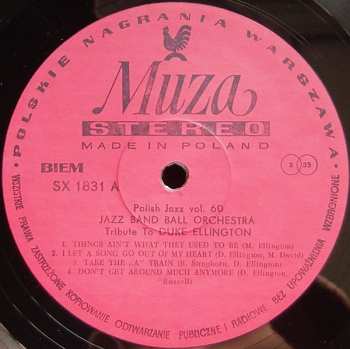 POLSKIE NAGRANIA WARSZAWA
Muza
STEREO
MADE IN POLAND
BIEM
SX 1831 A
S 33
Polish Jazz vol. 60
JAZZ BAND BALL ORCHESTRA
Tribute To DUKE ELLINGTON
1. THINGS AIN'T WHAT THEY USED TO BE (M. Ellington)
2. I LET A SONG GO OUT OF MY HEART (D. Ellington, M. David)
3. TAKE THE „A" TRAIN (B. Strayhorn, D. Ellington)
4. DON'T GET AROUND MUCH ANYMORE (D. Ellington,
Russell)
WSZELKIE PRAWA ZASTRZEŻONE KOPIOWANIE ODTWARZANIE PUBLICZNE I RADIOWE BEZ UPOWAŻNIENIA WZBRONIONE